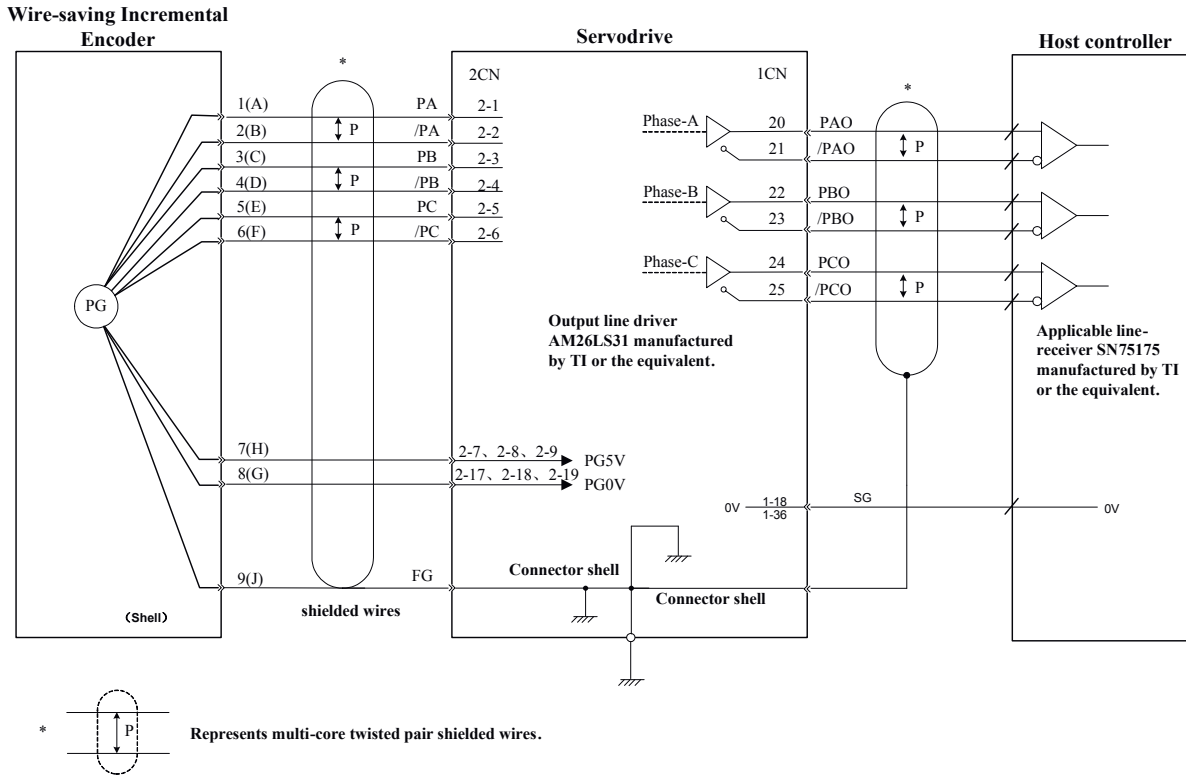 Wire-saving Incremental
Encoder
Servodrive
Host controller
*
*
2CN
1CN
1(A)
PA
2-1
2(B)
P
/PA
2-2
3(C)
PB
2-3
4(D)
P
/PB
2-4
5(E)
PC
2-5
6(F)
P
/PC
2-6
PG
Phase-A
20
PAO
21
/PAO
P
Phase-B
22
PBO
23
/PBO
P
Phase-C
24
PCO
25
/PCO
P
Output line driver
AM26LS31 manufactured
by TI or the equivalent.
Applicable line-
receiver SN75175
manufactured by TI
or the equivalent.
7(H)
2-7、2-8、2-9
PG5V
8(G)
2-17、2-18、2-19
PG0V
0V
1-18
1-36
SG
0V
9(J)
FG
Connector shell
Connector shell
(Shell)
shielded wires
*
P
Represents multi-core twisted pair shielded wires.